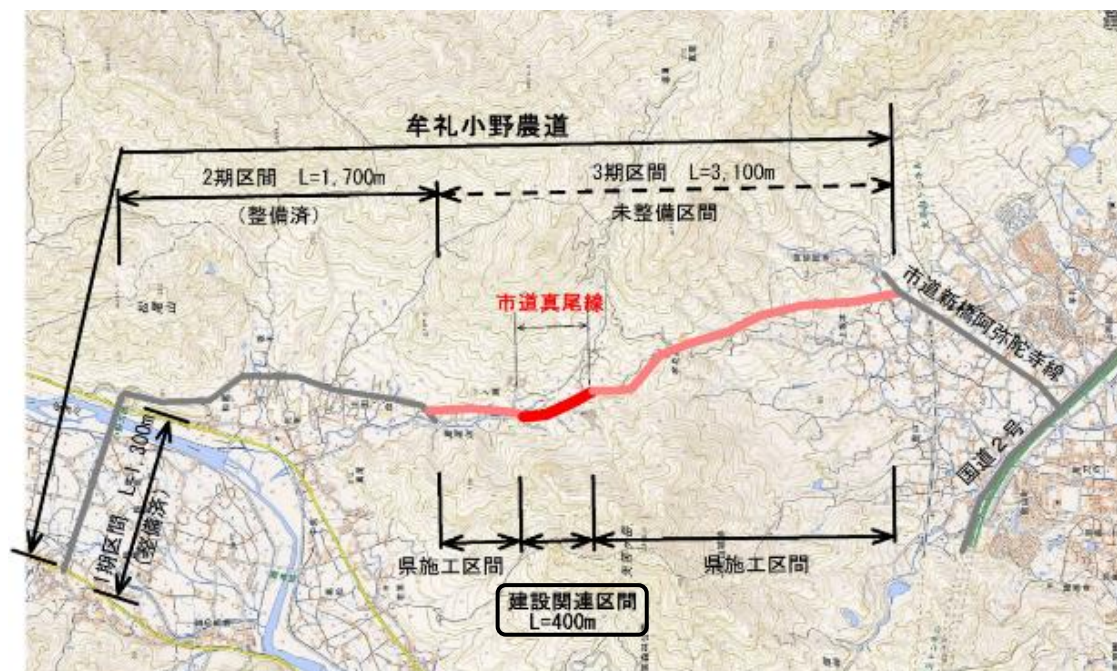 牟礼小野農道
2期区間 L=1,700m
(整備済)
3期区間 L=3,100m
未整備区間
市道真尾線
市道新橋阿弥陀寺線
国道2号
1期区間 L=1,300m
(整備済)
県施工区間
県施工区間
建設関連区間
L=400m